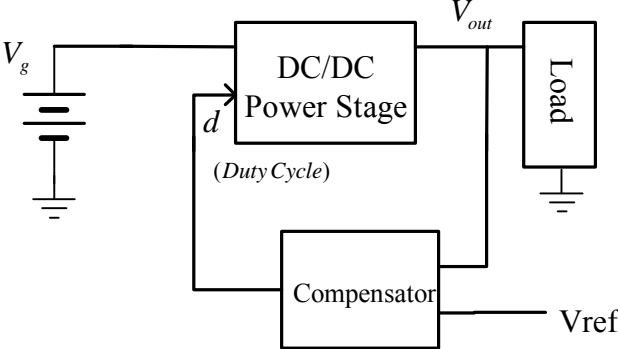 V_out
V_g
DC/DC
Power Stage
Load
d
(Duty Cycle)
Compensator
Vref